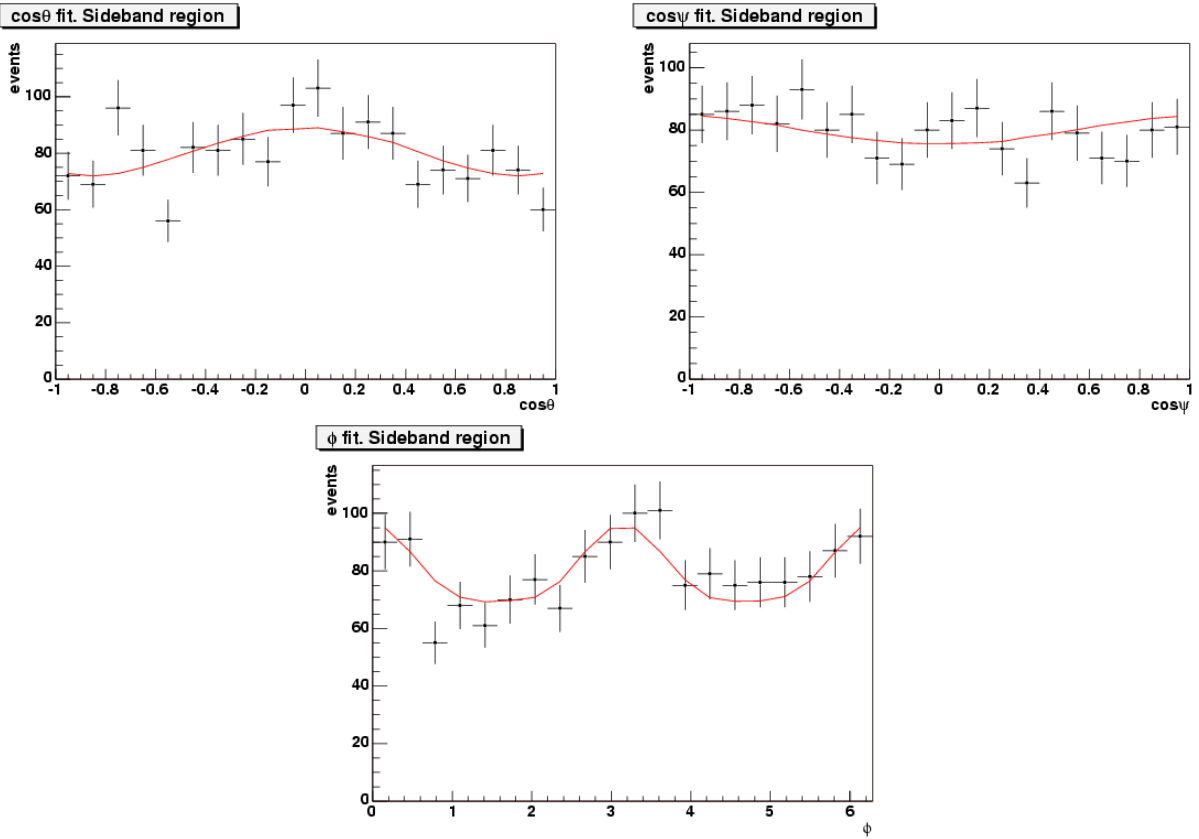 cosθ fit. Sideband region
events
100
80
60
40
20
0
-1 -0.8 -0.6 -0.4 -0.2 0 0.2 0.4 0.6 0.8 1
cosθ
cosψ fit. Sideband region
events
100
80
60
40
20
0
-1 -0.8 -0.6 -0.4 -0.2 0 0.2 0.4 0.6 0.8 1
cosψ
ϕ fit. Sideband region
events
100
80
60
40
20
0
0 1 2 3 4 5 6
ϕ